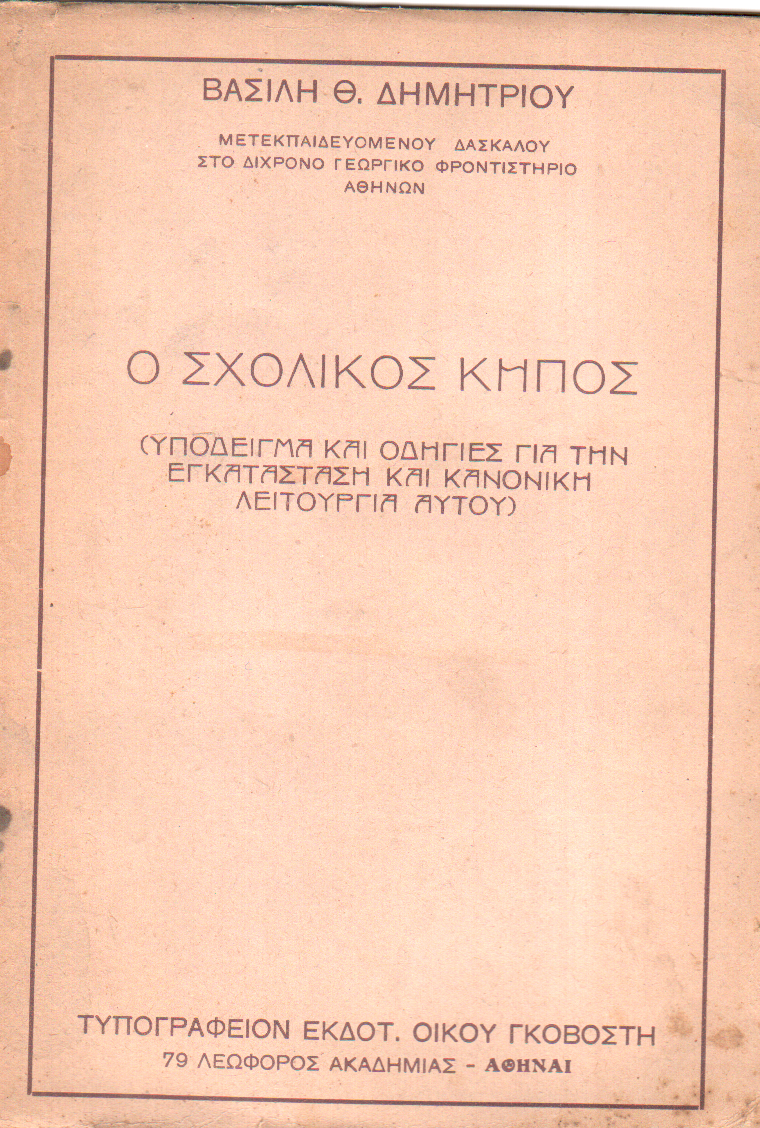 ΒΑΣΙΛΗ Θ. ΔΗΜΗΤΡΙΟΥ
ΜΕΤΕΚΠΑΙΔΕΥΟΜΕΝΟΥ ΔΑΣΚΑΛΟΥ
ΣΤΟ ΔΙΧΡΟΝΟ ΓΕΩΡΓΙΚΟ ΦΡΟΝΤΙΣΤΗΡΙΟ
ΑΘΗΝΩΝ
Ο ΣΧΟΛΙΚΟΣ ΚΗΠΟΣ
(ΥΠΟΔΕΙΓΜΑ ΚΑΙ ΟΔΗΓΙΕΣ ΓΙΑ ΤΗΝ
ΕΓΚΑΤΑΣΤΑΣΗ ΚΑΙ ΚΑΝΟΝΙΚΗ
ΛΕΙΤΟΥΡΓΙΑ ΑΥΤΟΥ)
ΤΥΠΟΓΡΑΦΕΙΟΝ ΕΚΔΟΤ. ΟΙΚΟΥ ΓΚΟΒΟΣΤΗ
79 ΛΕΩΦΟΡΟΣ ΑΚΑΔΗΜΙΑΣ - ΑΘΗΝΑΙ